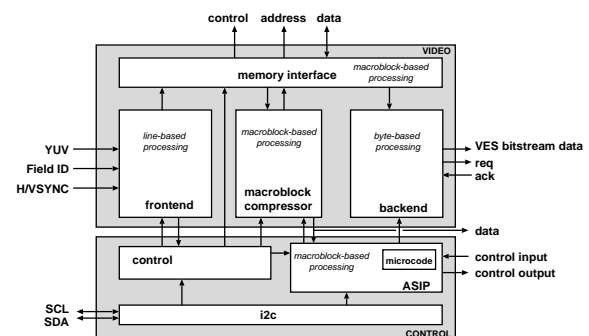 control address data
VIDEO
macroblock-based
processing
memory interface
line-based
processing
macroblock-based
processing
byte-based
processing
YUV
Field ID
H/VSYNC
VES bitstream data
req
ack
frontend
macroblock
compressor
backend
data
control
macroblock-based
processing
microcode
ASIP
control input
control output
SCL
SDA
i2c
CONTROL